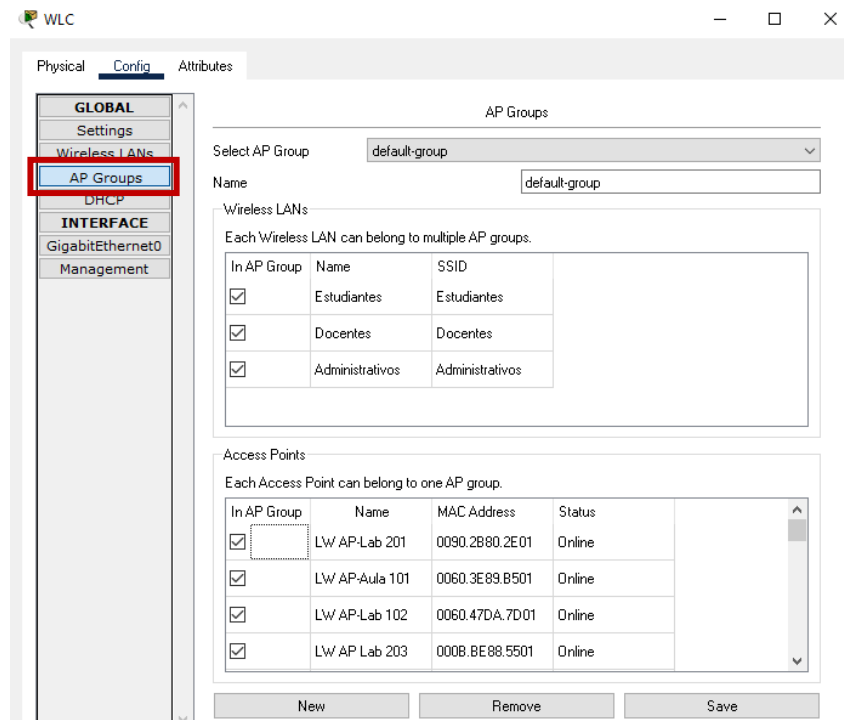 WLC
Physical Config Attributes
GLOBAL
Settings
Wireless LANs
AP Groups
DHCP
INTERFACE
GigabitEthernet0
Management
AP Groups
Select AP Group default-group
Name default-group
Wireless LANs
Each Wireless LAN can belong to multiple AP groups.
In AP Group Name SSID
Estudiantes Estudiantes
Docentes Docentes
Administrativos Administrativos
Access Points
Each Access Point can belong to one AP group.
In AP Group Name MAC Address Status
LW AP-Lab 201 0090.2B80.2E01 Online
LW AP-Aula 101 0060.3E89.B501 Online
LW AP-Lab 102 0060.47DA.7D01 Online
LW AP Lab 203 000B.BE88.5501 Online
New Remove Save